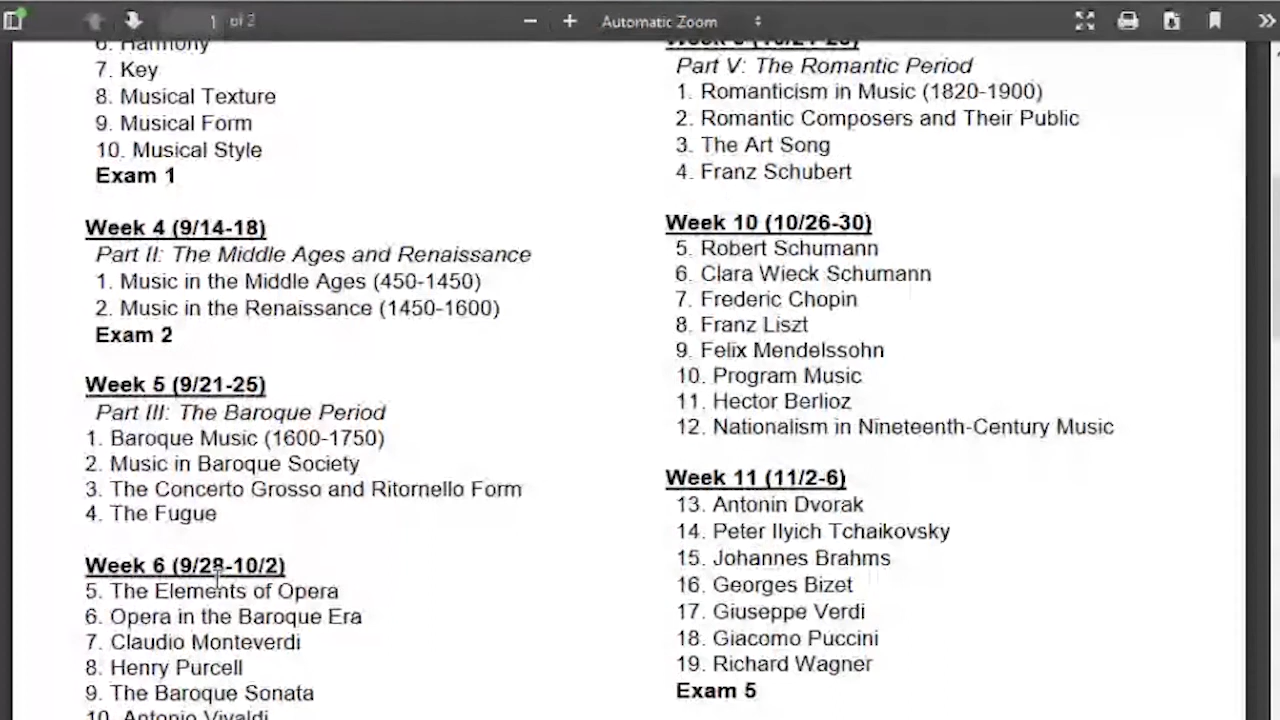 1 of 2
Automatic Zoom
6. Harmony
7. Key
8. Musical Texture
9. Musical Form
10. Musical Style
Exam 1
Week 4 (9/14-18)
Part II: The Middle Ages and Renaissance
1. Music in the Middle Ages (450-1450)
2. Music in the Renaissance (1450-1600)
Exam 2
Week 5 (9/21-25)
Part III: The Baroque Period
1. Baroque Music (1600-1750)
2. Music in Baroque Society
3. The Concerto Grosso and Ritornello Form
4. The Fugue
Week 6 (9/28-10/2)
5. The Elements of Opera
6. Opera in the Baroque Era
7. Claudio Monteverdi
8. Henry Purcell
9. The Baroque Sonata
10. Antonio Vivaldi
Part V: The Romantic Period
1. Romanticism in Music (1820-1900)
2. Romantic Composers and Their Public
3. The Art Song
4. Franz Schubert
Week 10 (10/26-30)
5. Robert Schumann
6. Clara Wieck Schumann
7. Frederic Chopin
8. Franz Liszt
9. Felix Mendelssohn
10. Program Music
11. Hector Berlioz
12. Nationalism in Nineteenth-Century Music
Week 11 (11/2-6)
13. Antonin Dvorak
14. Peter Ilyich Tchaikovsky
15. Johannes Brahms
16. Georges Bizet
17. Giuseppe Verdi
18. Giacomo Puccini
19. Richard Wagner
Exam 5